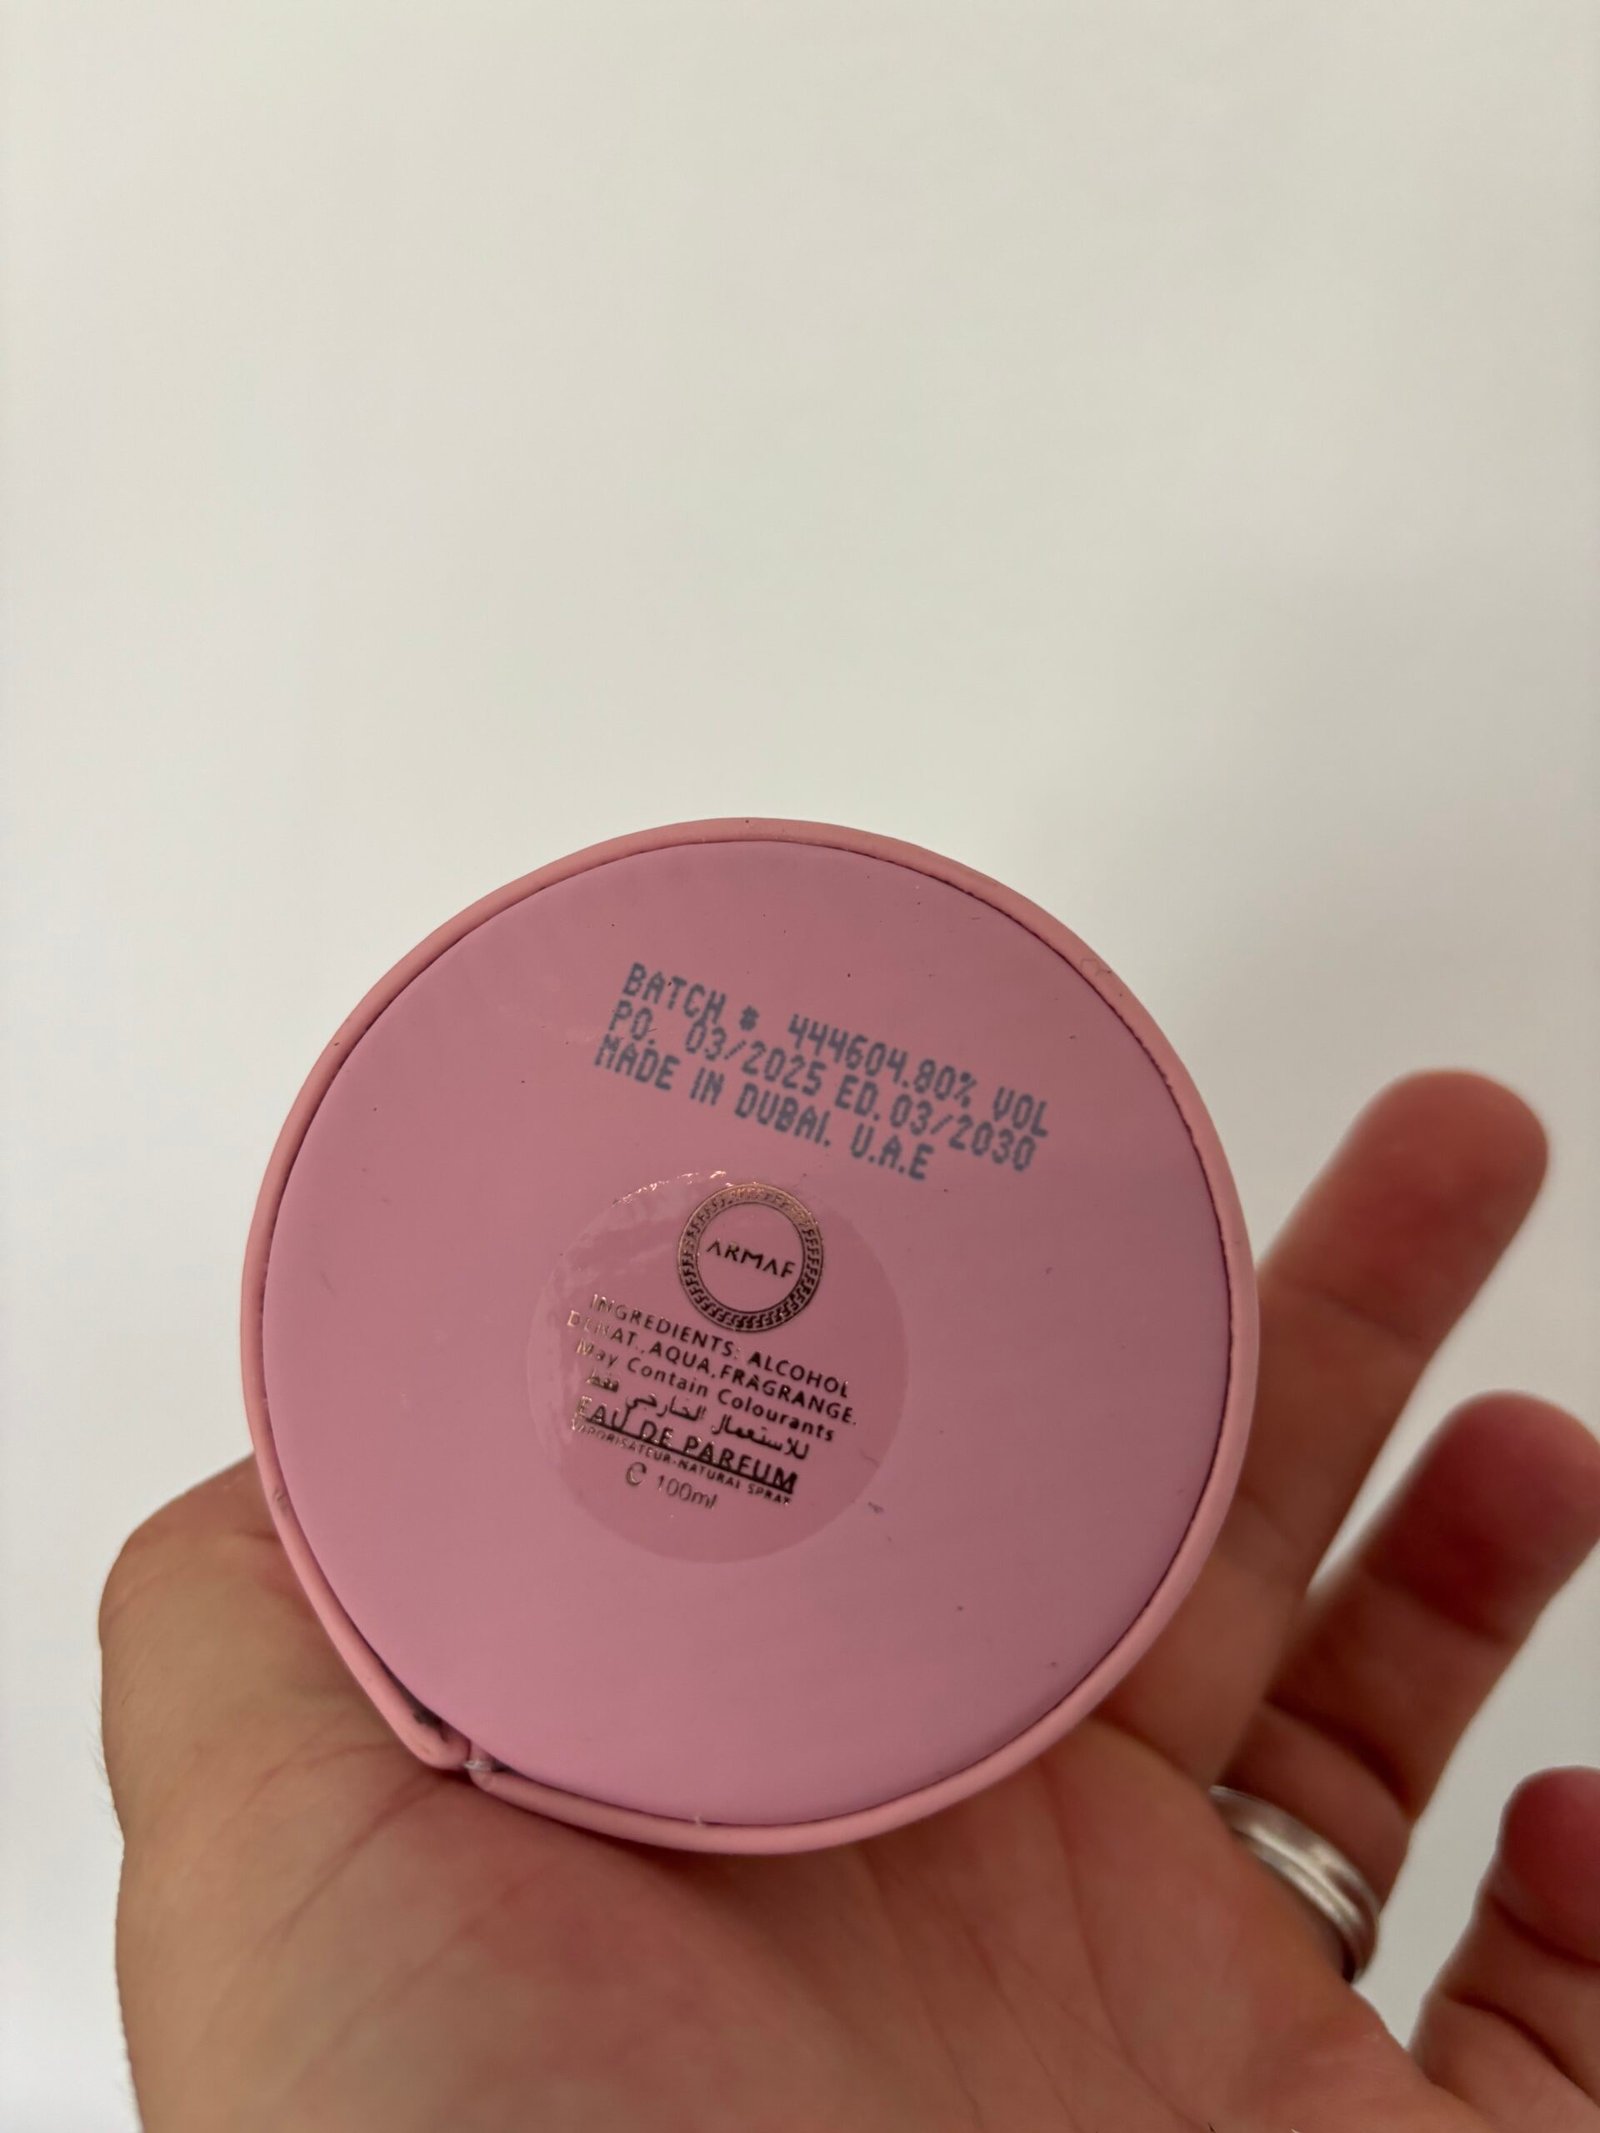 BATCH # 444604.80% VOL
PO. 03/2025 ED.03/2030
MADE IN DUBAI. U.A.E
ARMAF
INGREDIENTS: ALCOHOL
DENAT.,AQUA,FRAGRANGE.
May Contain Colourants
للاستعمال الخارجي فقط
EAU DE PARFUM
VAPORISATEUR-NATURAL SPRAY
C 100ml